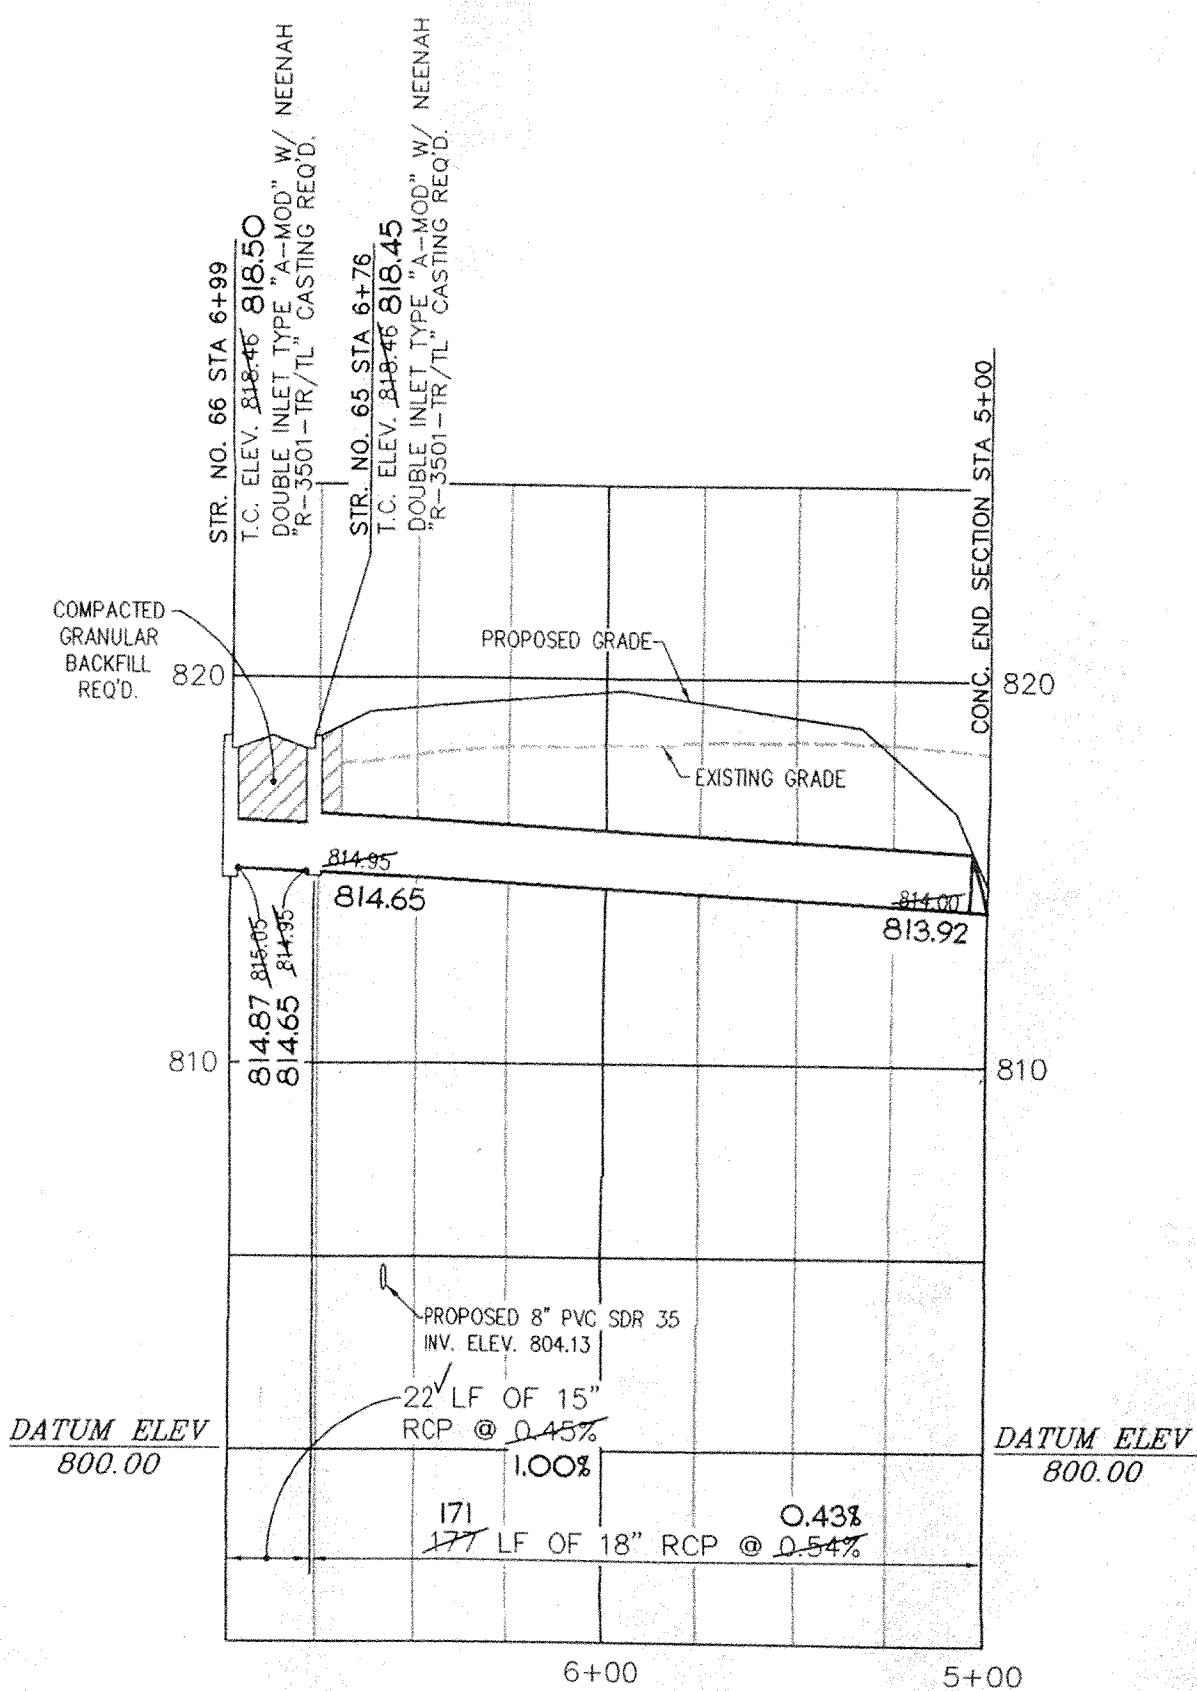 STR. NO. 66 STA 6+99
T.C. ELEV. 818.46 818.50
DOUBLE INLET TYPE "A-MOD" W/ NEENAH
"R-3501-TR/TL" CASTING REQ'D.
STR. NO. 65 STA 6+76
T.C. ELEV. 818.46 818.45
DOUBLE INLET TYPE "A-MOD" W/ NEENAH
"R-3501-TR/TL" CASTING REQ'D.
CONC. END SECTION STA 5+00
COMPACTED
GRANULAR
BACKFILL
REQ'D.
820
PROPOSED GRADE
820
EXISTING GRADE
814.95
814.65
814.00
813.92
814.87 815.05
814.65 814.95
810
810
PROPOSED 8" PVC SDR 35
INV. ELEV. 804.13
22 LF OF 15"
RCP @ 0.45%
1.00%
DATUM ELEV
800.00
DATUM ELEV
800.00
171
0.43%
177 LF OF 18" RCP @ 0.54%
6+00
5+00